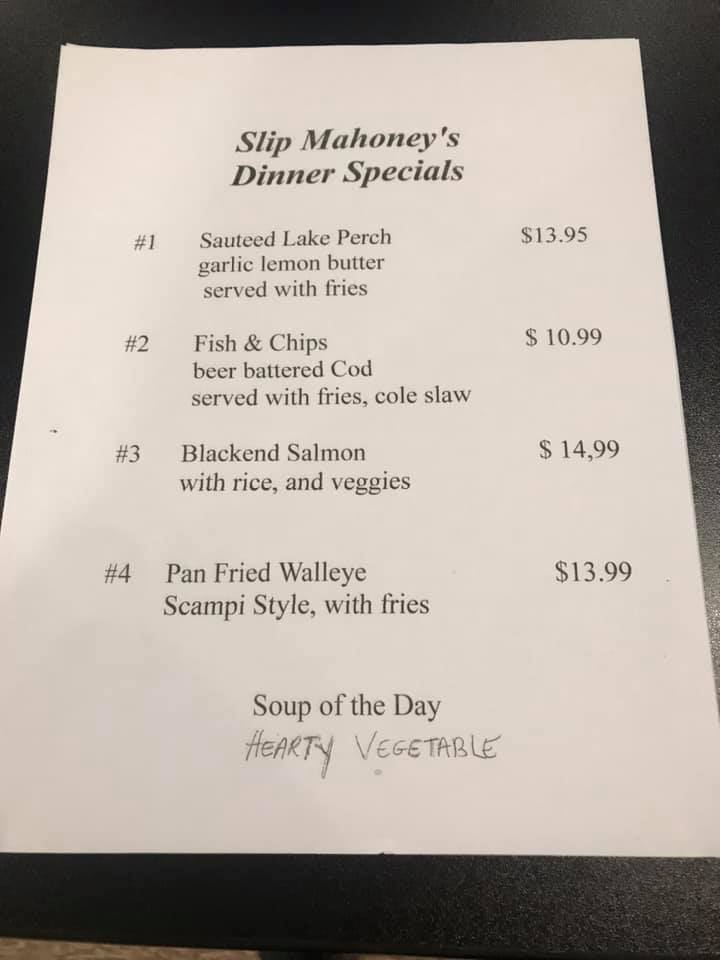 Slip Mahoney's
Dinner Specials
#1 Sauteed Lake Perch $13.95
garlic lemon butter
served with fries
#2 Fish & Chips $ 10.99
beer battered Cod
served with fries, cole slaw
#3 Blackend Salmon $ 14,99
with rice, and veggies
#4 Pan Fried Walleye $13.99
Scampi Style, with fries
Soup of the Day
HEARTY VEGETABLE